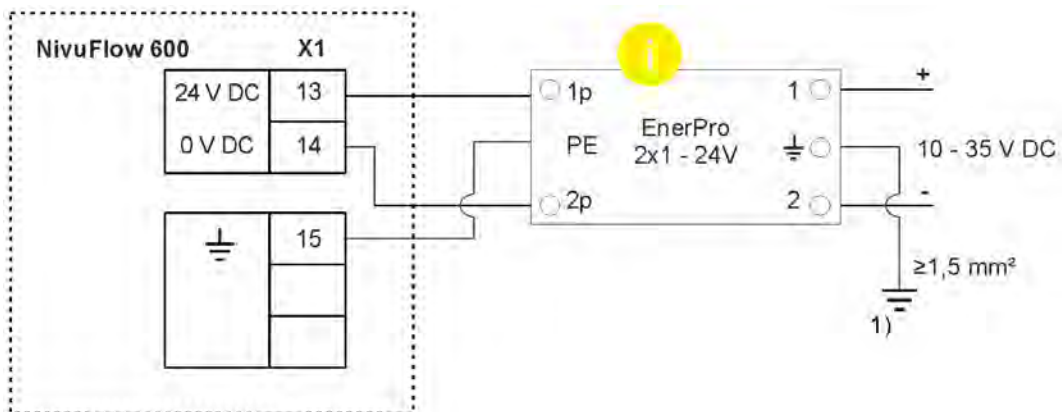 NivuFlow 600
X1
24 V DC
13
0 V DC
14
15
i
1p
1
+
PE
EnerPro
2x1 - 24V
10 - 35 V DC
2p
2
-
≥1,5 mm²
1)